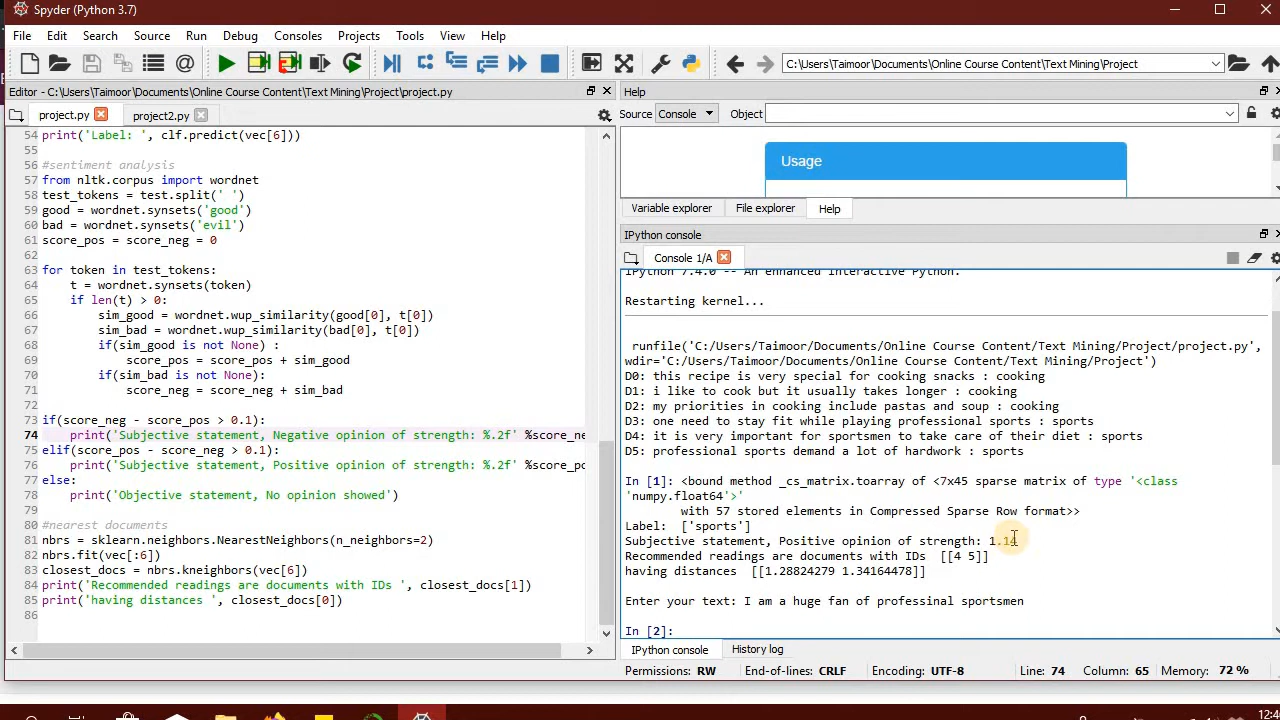 Spyder (Python 3.7)
File Edit Search Source Run Debug Consoles Projects Tools View Help
C:\Users\Taimoor\Documents\Online Course Content\Text Mining\Project
Editor - C:\Users\Taimoor\Documents\Online Course Content\Text Mining\Project\project.py
project.py project2.py
54 print('Label: ', clf.predict(vec[6]))
55
56 #sentiment analysis
57 from nltk.corpus import wordnet
58 test_tokens = test.split(' ')
59 good = wordnet.synsets('good')
60 bad = wordnet.synsets('evil')
61 score_pos = score_neg = 0
62
63 for token in test_tokens:
64 t = wordnet.synsets(token)
65 if len(t) > 0:
66 sim_good = wordnet.wup_similarity(good[0], t[0])
67 sim_bad = wordnet.wup_similarity(bad[0], t[0])
68 if(sim_good is not None) :
69 score_pos = score_pos + sim_good
70 if(sim_bad is not None):
71 score_neg = score_neg + sim_bad
72
73 if(score_neg - score_pos > 0.1):
74 print('Subjective statement, Negative opinion of strength: %.2f' %score_ne
75 elif(score_pos - score_neg > 0.1):
76 print('Subjective statement, Positive opinion of strength: %.2f' %score_po
77 else:
78 print('Objective statement, No opinion showed')
79
80 #nearest documents
81 nbrs = sklearn.neighbors.NearestNeighbors(n_neighbors=2)
82 nbrs.fit(vec[:6])
83 closest_docs = nbrs.kneighbors(vec[6])
84 print('Recommended readings are documents with IDs ', closest_docs[1])
85 print('having distances ', closest_docs[0])
86
Help
Source Console Object
Usage
Variable explorer File explorer Help
IPython console
Console 1/A
IPython 7.4.0 -- An enhanced Interactive Python.
Restarting kernel...
runfile('C:/Users/Taimoor/Documents/Online Course Content/Text Mining/Project/project.py',
wdir='C:/Users/Taimoor/Documents/Online Course Content/Text Mining/Project')
D0: this recipe is very special for cooking snacks : cooking
D1: i like to cook but it usually takes longer : cooking
D2: my priorities in cooking include pastas and soup : cooking
D3: one need to stay fit while playing professional sports : sports
D4: it is very important for sportsmen to take care of their diet : sports
D5: professional sports demand a lot of hardwork : sports
In [1]: <bound method _cs_matrix.toarray of <7x45 sparse matrix of type '<class
'numpy.float64'>'
with 57 stored elements in Compressed Sparse Row format>>
Label: ['sports']
Subjective statement, Positive opinion of strength: 1.14
Recommended readings are documents with IDs [[4 5]]
having distances [[1.28824279 1.34164478]]
Enter your text: I am a huge fan of professinal sportsmen
In [2]:
IPython console History log
Permissions: RW End-of-lines: CRLF Encoding: UTF-8 Line: 74 Column: 65 Memory: 72 %